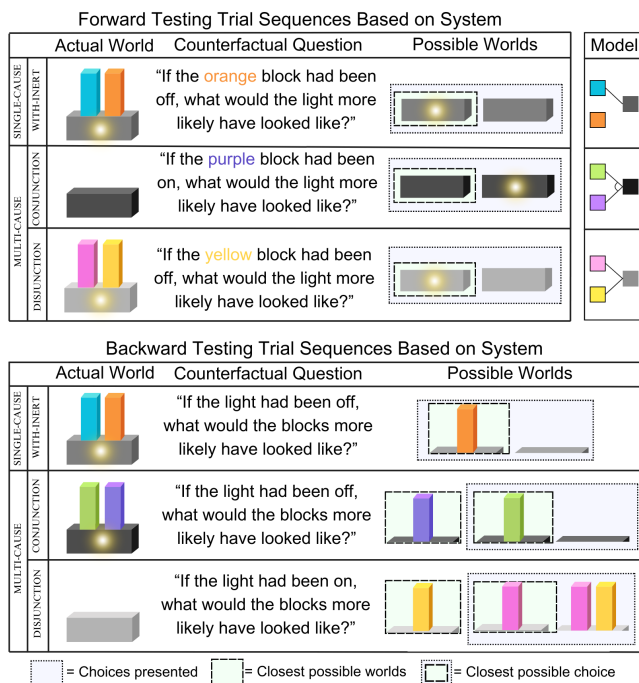 Forward Testing Trial Sequences Based on System
Actual World Counterfactual Question Possible Worlds Model
SINGLE-CAUSE
WITH-INERT
“If the orange block had been
off, what would the light more
likely have looked like?”
MULTI-CAUSE
CONJUNCTION
“If the purple block had been
on, what would the light more
likely have looked like?”
DISJUNCTION
“If the yellow block had been
off, what would the light more
likely have looked like?”
Backward Testing Trial Sequences Based on System
Actual World Counterfactual Question Possible Worlds
SINGLE-CAUSE
WITH-INERT
“If the light had been off,
what would the blocks more
likely have looked like?”
MULTI-CAUSE
CONJUNCTION
“If the light had been off,
what would the blocks more
likely have looked like?”
DISJUNCTION
“If the light had been on,
what would the blocks more
likely have looked like?”
= Choices presented = Closest possible worlds = Closest possible choice